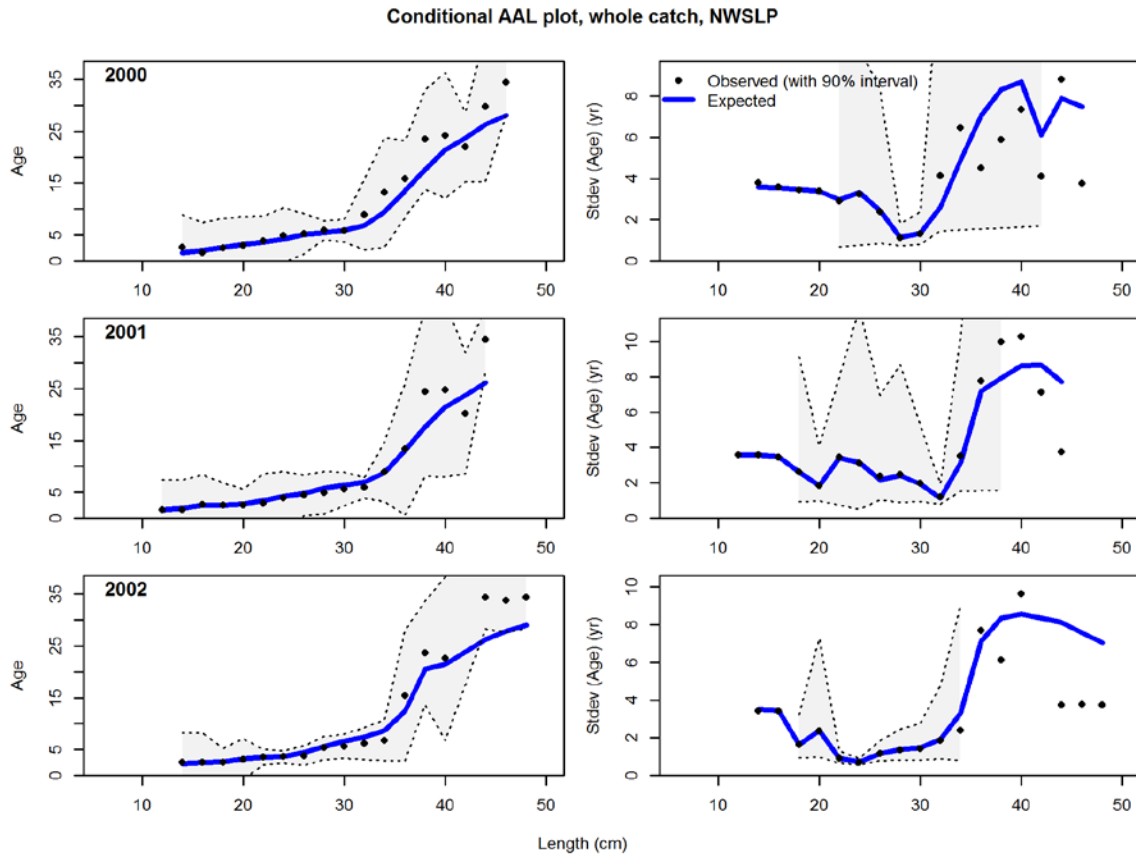 Conditional AAL plot, whole catch, NWSLP
2000
Age
0 5 15 25 35
10 20 30 40 50
Observed (with 90% interval)
Expected
Stdev (Age) (yr)
0 2 4 6 8
10 20 30 40 50
2001
Age
0 5 15 25 35
10 20 30 40 50
Stdev (Age) (yr)
0 2 4 6 8 10
10 20 30 40 50
2002
Age
0 5 15 25 35
10 20 30 40 50
Stdev (Age) (yr)
0 2 4 6 8 10
10 20 30 40 50
Length (cm)